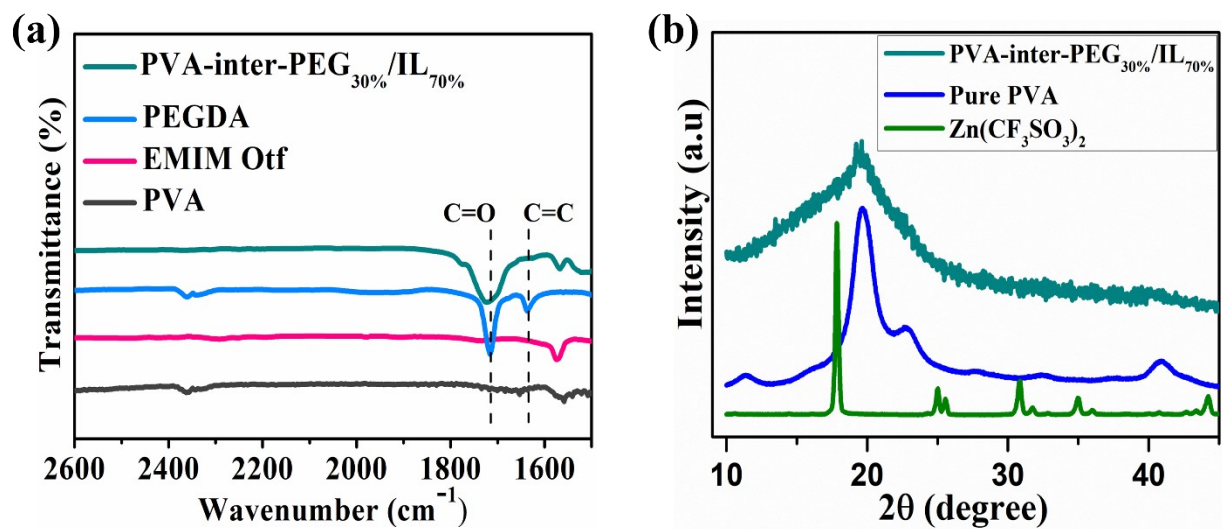 (a)
PVA-inter-PEG30%/IL70%
PEGDA
EMIM Otf
PVA
C=O C=C
Transmittance (%)
2600 2400 2200 2000 1800 1600
Wavenumber (cm⁻¹)
(b)
PVA-inter-PEG30%/IL70%
Pure PVA
Zn(CF3SO3)2
Intensity (a.u)
10 20 30 40
2θ (degree)